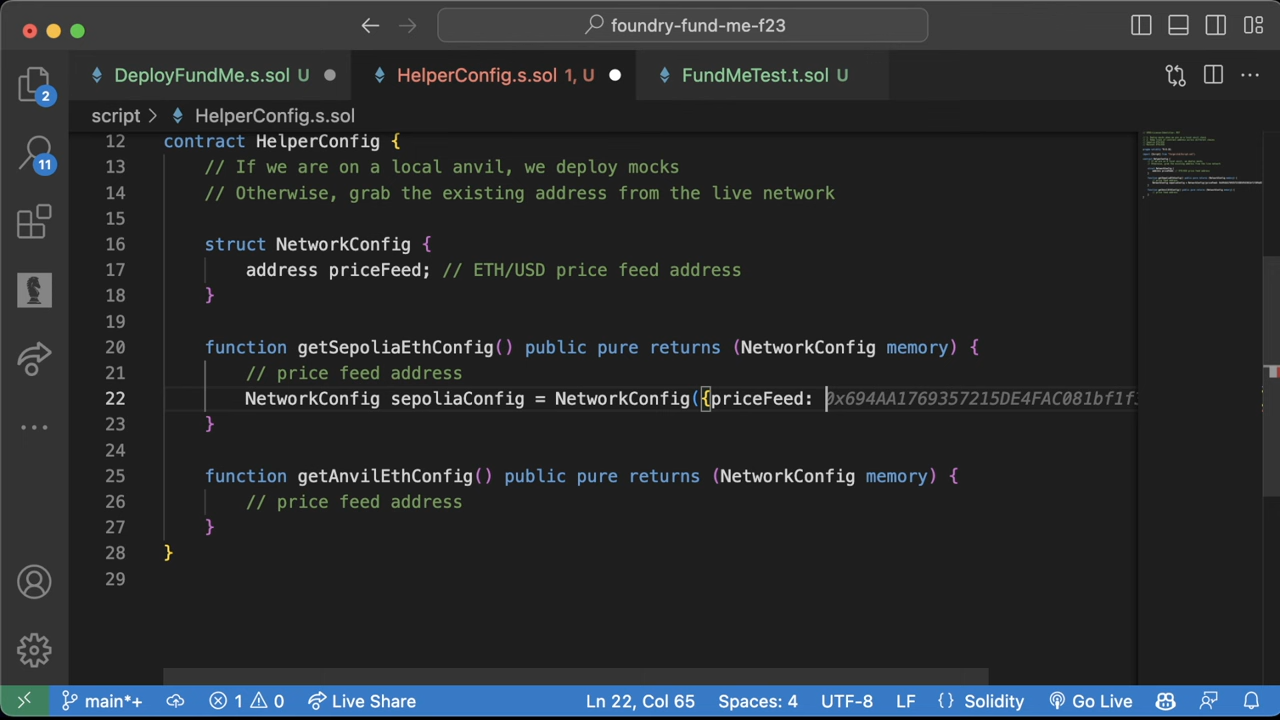 foundry-fund-me-f23
DeployFundMe.s.sol U
HelperConfig.s.sol 1, U
FundMeTest.t.sol U
script > HelperConfig.s.sol
2
11
12 contract HelperConfig {
13 // If we are on a local anvil, we deploy mocks
14 // Otherwise, grab the existing address from the live network
15
16 struct NetworkConfig {
17 address priceFeed; // ETH/USD price feed address
18 }
19
20 function getSepoliaEthConfig() public pure returns (NetworkConfig memory) {
21 // price feed address
22 NetworkConfig sepoliaConfig = NetworkConfig({priceFeed: 0x694AA1769357215DE4FAC081bf1f3
23 }
24
25 function getAnvilEthConfig() public pure returns (NetworkConfig memory) {
26 // price feed address
27 }
28 }
29
main*+ 1 0 Live Share Ln 22, Col 65 Spaces: 4 UTF-8 LF {} Solidity Go Live